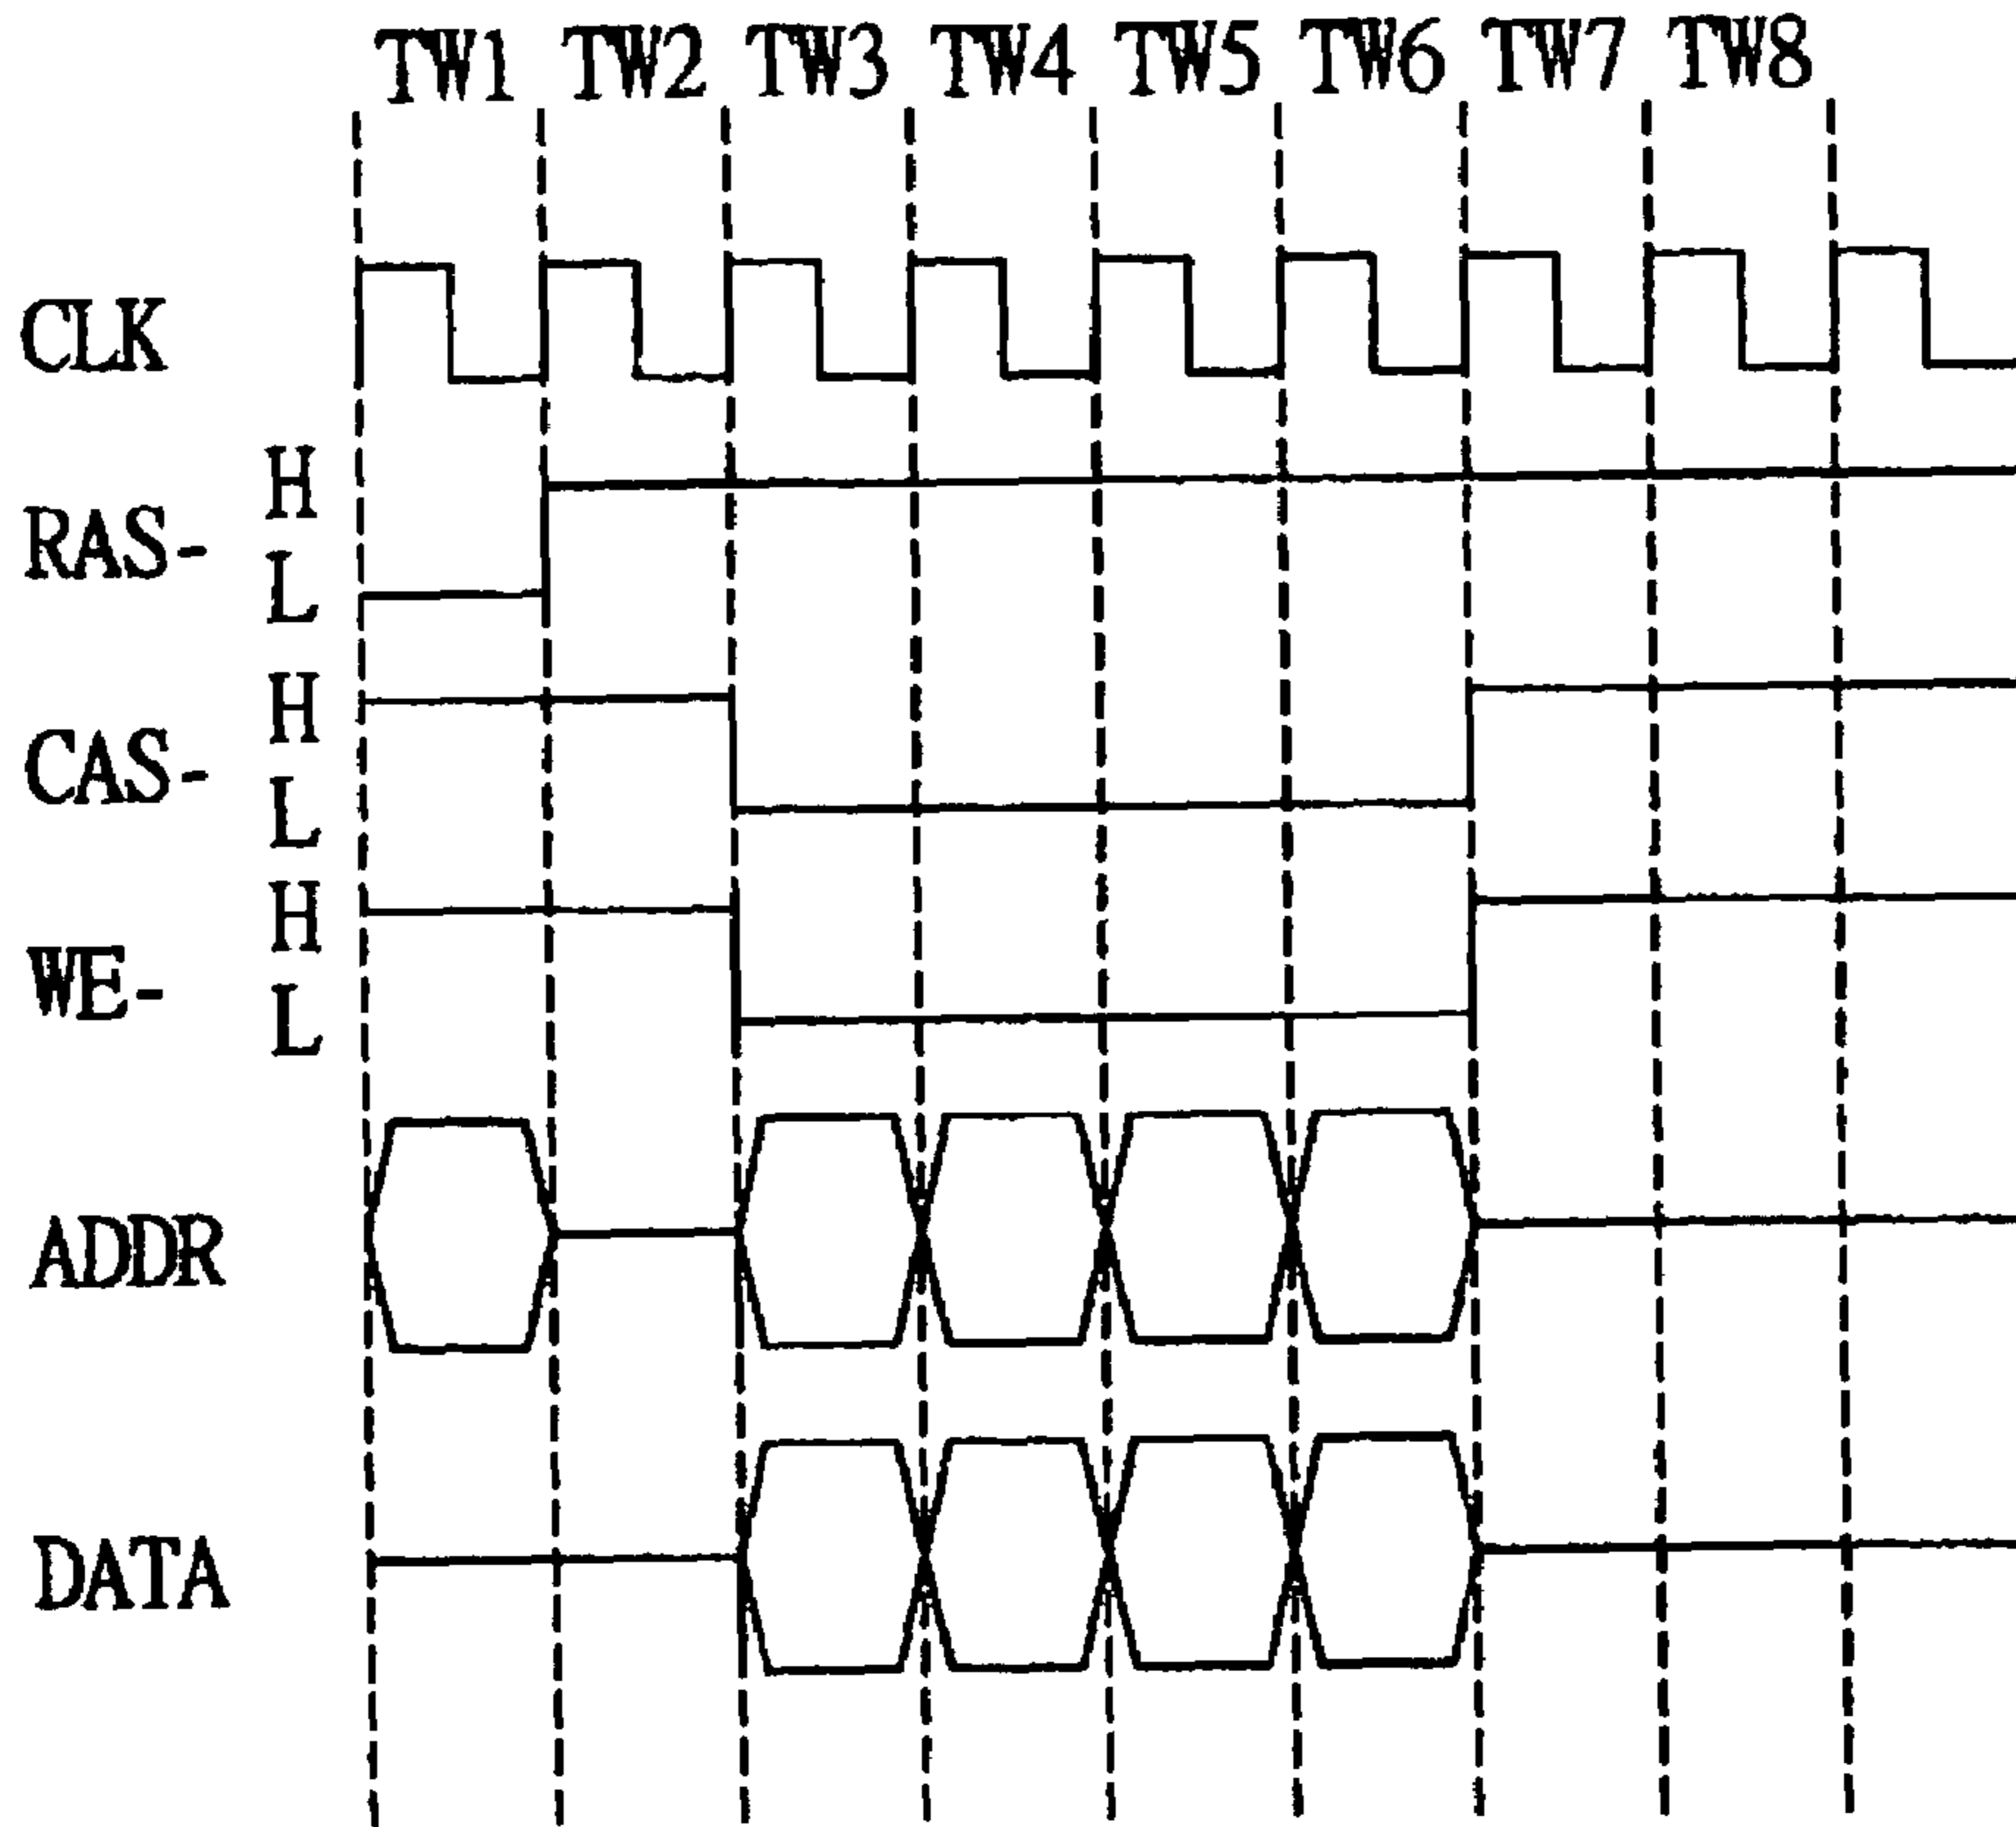 TW1 TW2 TW3 TW4 TW5 TW6 TW7 TW8
CLK
H
RAS-
L
H
CAS-
L
H
WE-
L
ADDR
DATA